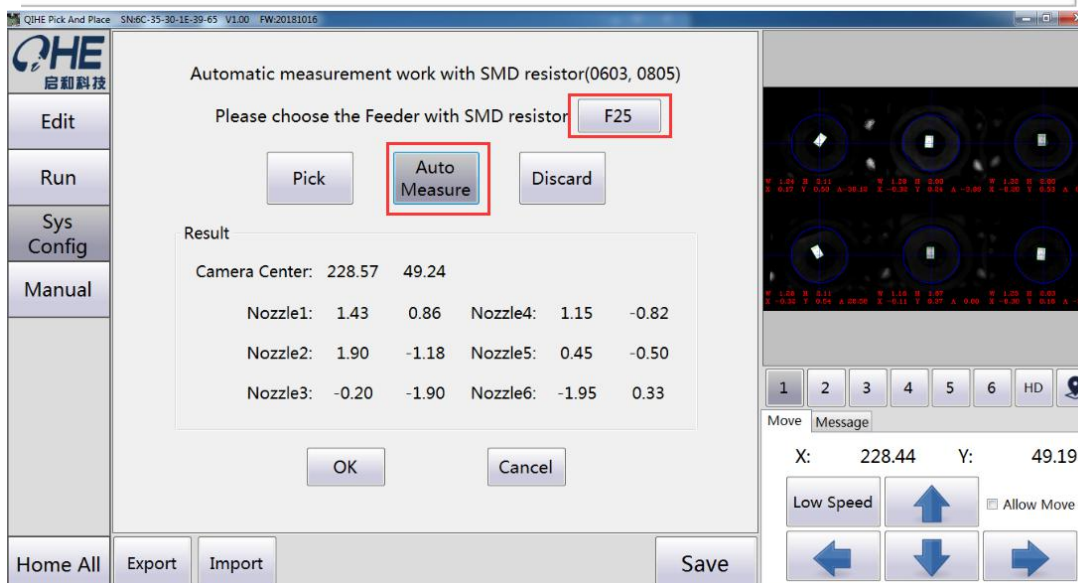 QIHE Pick And Place SN:6C-35-30-1E-39-65 V1.00 FW:20181016
QHE
启和科技
Edit
Run
Sys
Config
Manual
Home All
Automatic measurement work with SMD resistor(0603, 0805)
Please choose the Feeder with SMD resistor F25
Pick
Auto
Measure
Discard
Result
Camera Center: 228.57 49.24
Nozzle1: 1.43 0.86 Nozzle4: 1.15 -0.82
Nozzle2: 1.90 -1.18 Nozzle5: 0.45 -0.50
Nozzle3: -0.20 -1.90 Nozzle6: -1.95 0.33
OK Cancel
Export Import Save
1 2 3 4 5 6 HD
Move Message
X: 228.44 Y: 49.19
Low Speed
Allow Move